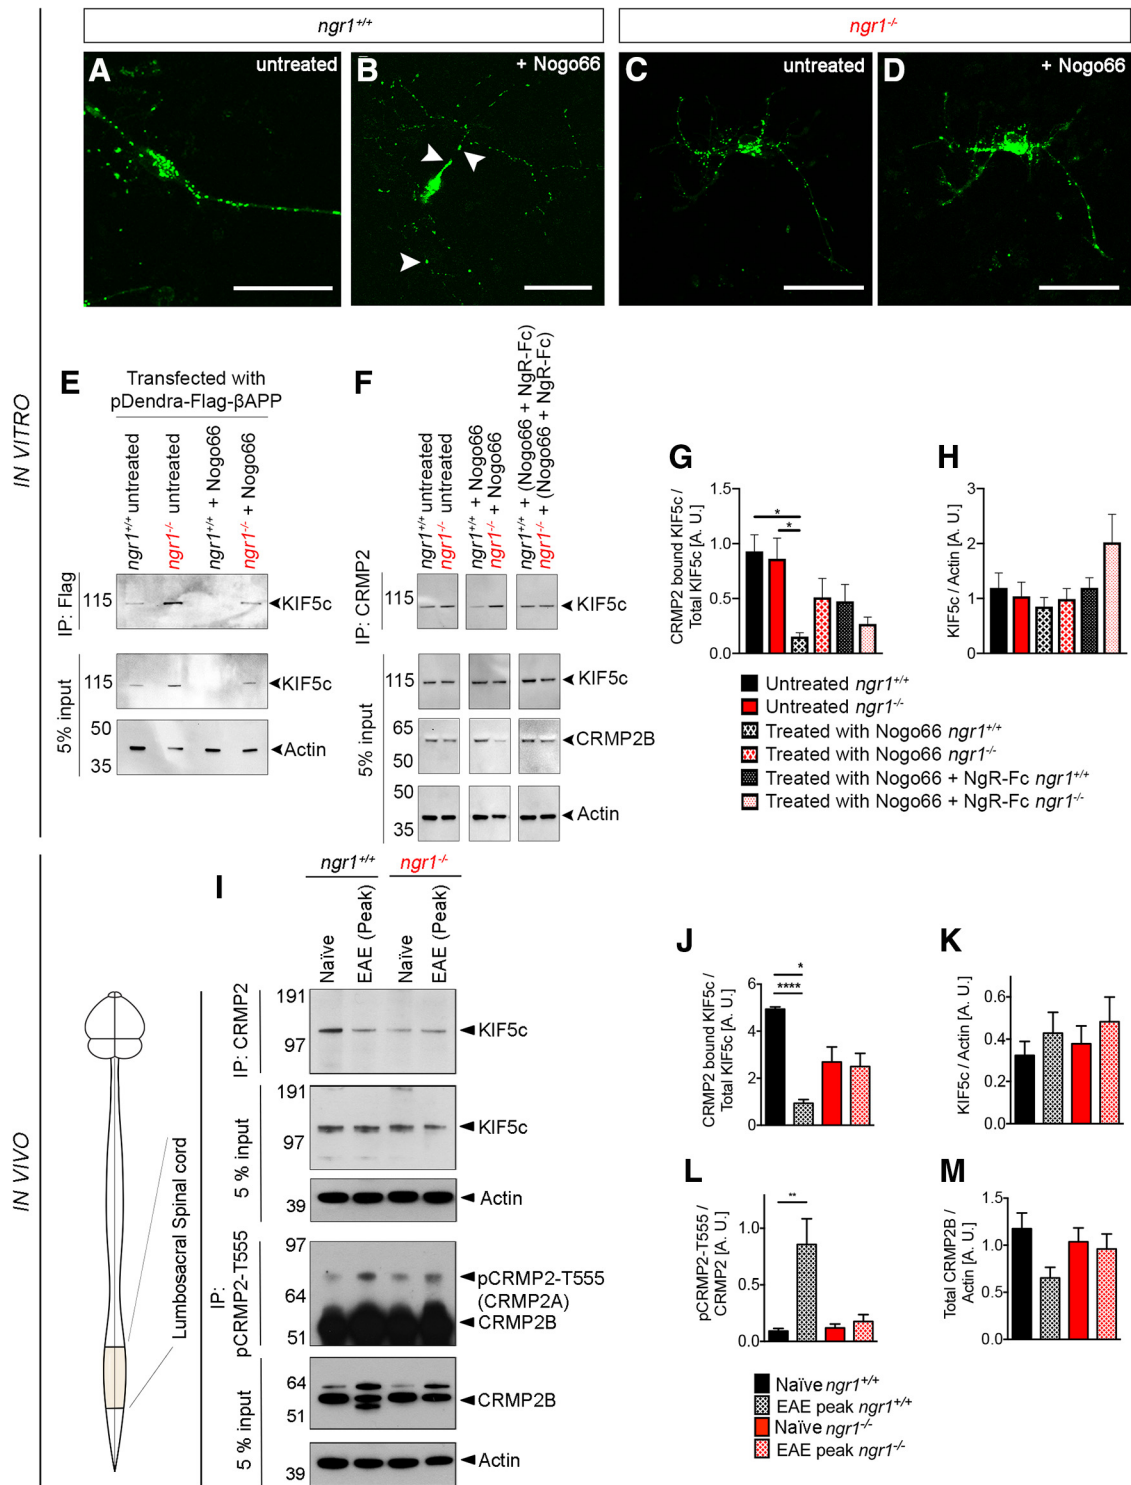 ngr1+/+
ngr1-/-
A
untreated
B
+ Nogo66
C
untreated
D
+ Nogo66
IN VITRO
E
Transfected with
pDendra-Flag-βAPP
ngr1+/+ untreated
ngr1-/- untreated
ngr1+/+ + Nogo66
ngr1-/- + Nogo66
IP: Flag
115
KIF5c
5% input
115
KIF5c
50
35
Actin
F
ngr1+/+ untreated
ngr1-/- untreated
ngr1+/+ + Nogo66
ngr1-/- + Nogo66
ngr1+/+ + (Nogo66 + NgR-Fc)
ngr1-/- + (Nogo66 + NgR-Fc)
IP: CRMP2
115
KIF5c
5% input
115
KIF5c
65
50
CRMP2B
50
35
Actin
G
CRMP2 bound KIF5c /
Total KIF5c [A. U.]
1.5
1.0
0.5
0.0
*
*
H
KIF5c / Actin [A. U.]
3
2
1
0
Untreated ngr1+/+
Untreated ngr1-/-
Treated with Nogo66 ngr1+/+
Treated with Nogo66 ngr1-/-
Treated with Nogo66 + NgR-Fc ngr1+/+
Treated with Nogo66 + NgR-Fc ngr1-/-
IN VIVO
Lumbosacral Spinal cord
I
ngr1+/+
ngr1-/-
Naïve
EAE (Peak)
Naïve
EAE (Peak)
IP: CRMP2
191
97
KIF5c
5 % input
191
97
KIF5c
39
Actin
IP:
pCRMP2-T555
97
64
51
pCRMP2-T555
(CRMP2A)
CRMP2B
5 % input
64
51
CRMP2B
39
Actin
J
CRMP2 bound KIF5c /
Total KIF5c [A. U.]
6
4
2
0
*
****
K
KIF5c / Actin [A. U.]
0.6
0.4
0.2
0.0
L
pCRMP2-T555 /
CRMP2 [A. U.]
1.0
0.5
0.0
**
M
Total CRMP2B /
Actin [A. U.]
1.5
1.0
0.5
0.0
Naïve ngr1+/+
EAE peak ngr1+/+
Naïve ngr1-/-
EAE peak ngr1-/-